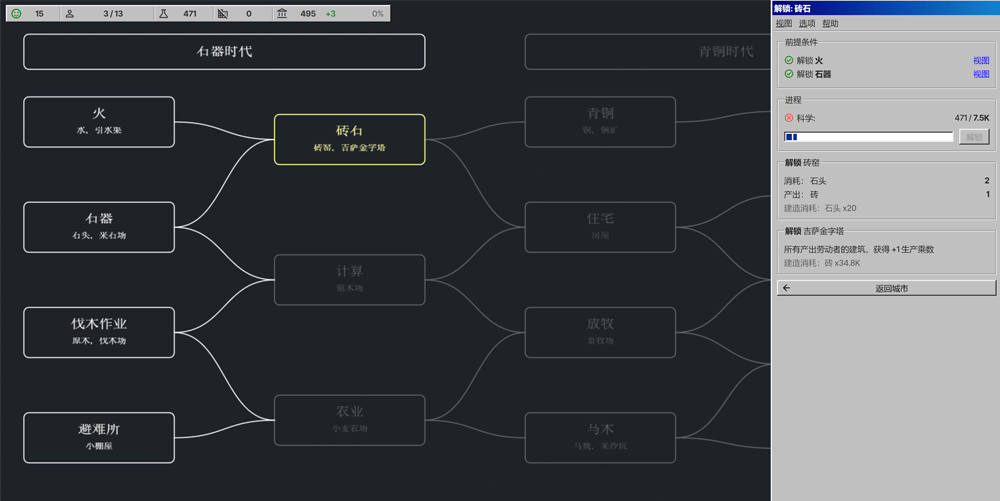 15
3 / 13
471
0
495
+3
0%
石器时代
青铜时代
火
水，引水渠
砖石
砖窑，吉萨金字塔
青铜
铜，铜矿
石器
石头，采石场
住宅
房屋
计算
锯木场
伐木作业
原木，伐木场
放牧
畜牧场
农业
小麦农场
避难所
小棚屋
马术
马厩，采沙坑
解锁: 砖石
视图 选项 帮助
前提条件
解锁 火 视图
解锁 石器 视图
进程
科学: 471 / 7.5K
解锁
解锁 砖窑
消耗： 石头 2
产出： 砖 1
建造消耗：石头 x20
解锁 吉萨金字塔
所有产出劳动者的建筑，获得 +1 生产乘数
建造消耗：砖 x34.8K
返回城市